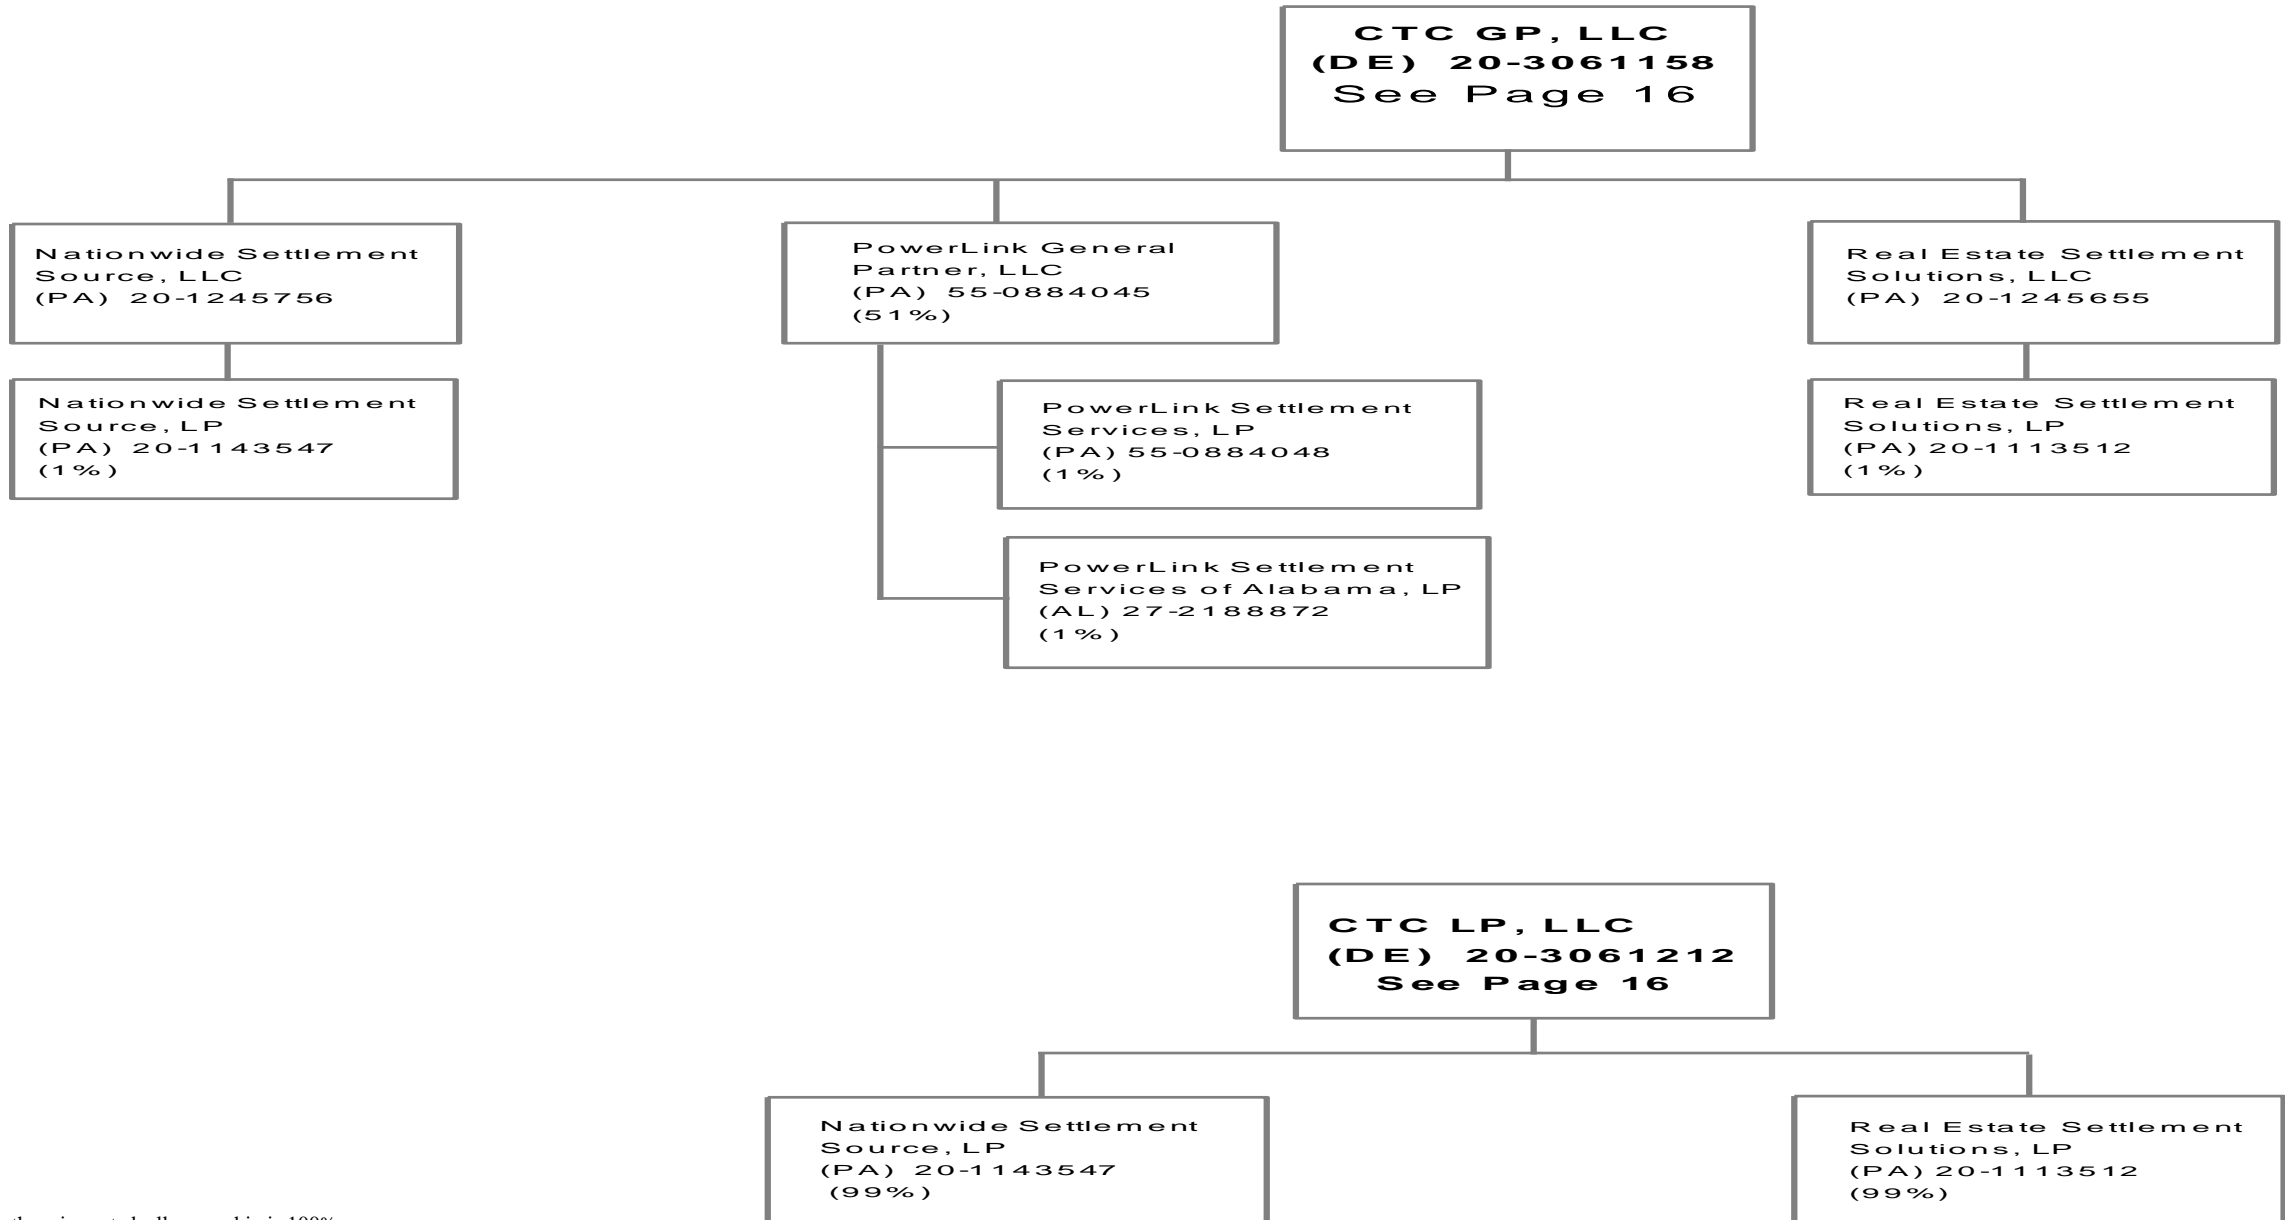 CTC GP, LLC
(DE) 20-3061158
See Page 16
Nationwide Settlement
Source, LLC
(PA) 20-1245756
PowerLink General
Partner, LLC
(PA) 55-0884045
(51%)
Real Estate Settlement
Solutions, LLC
(PA) 20-1245655
Nationwide Settlement
Source, LP
(PA) 20-1143547
(1%)
PowerLink Settlement
Services, LP
(PA) 55-0884048
(1%)
Real Estate Settlement
Solutions, LP
(PA) 20-1113512
(1%)
PowerLink Settlement
Services of Alabama, LP
(AL) 27-2188872
(1%)
CTC LP, LLC
(DE) 20-3061212
See Page 16
Nationwide Settlement
Source, LP
(PA) 20-1143547
(99%)
Real Estate Settlement
Solutions, LP
(PA) 20-1113512
(99%)